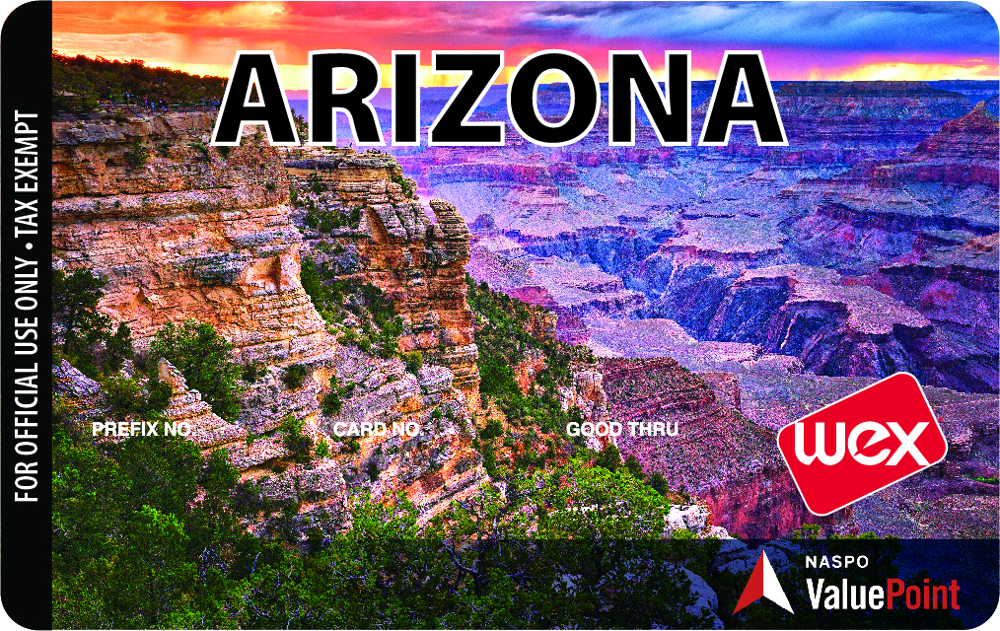 ARIZONA
FOR OFFICIAL USE ONLY • TAX EXEMPT
PREFIX NO. CARD NO. GOOD THRU
wex
NASPO
ValuePoint